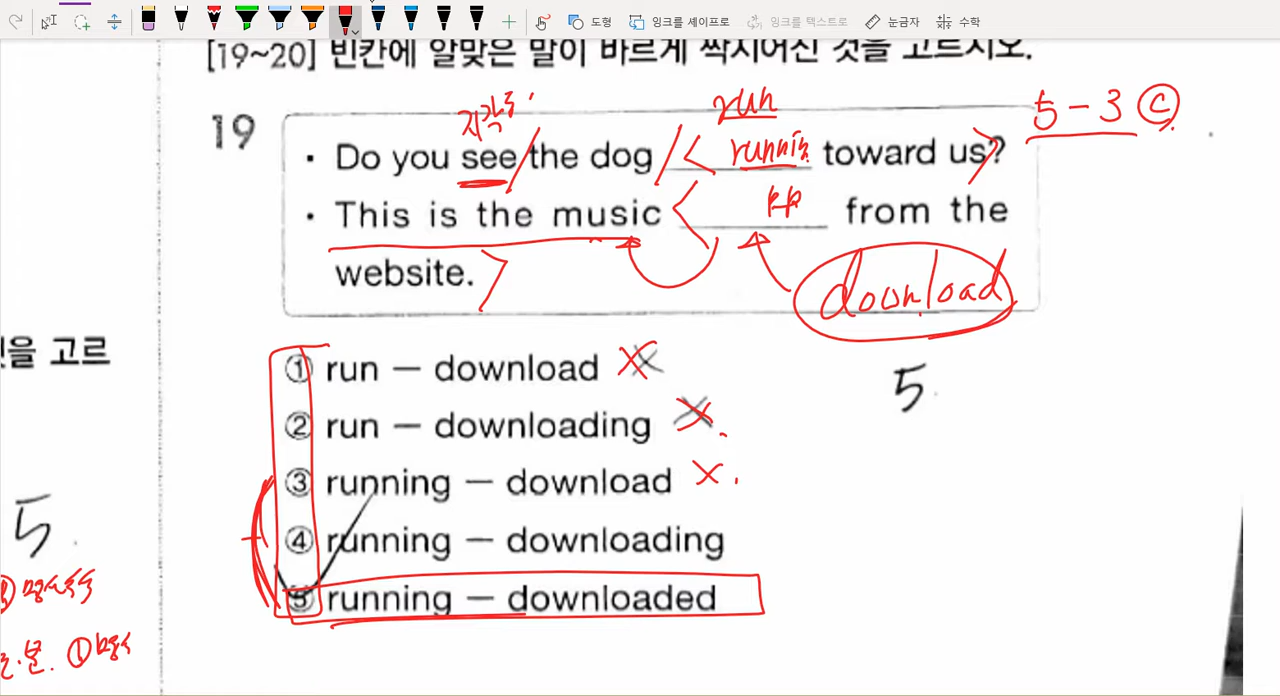 도형 잉크를 셰이프로 잉크를 텍스트로 눈금자 수학
[19~20] 빈칸에 알맞은 말이 바르게 짝지어진 것을 고르시오.
지각동
run
5-3 ⓒ
19
· Do you see the dog running toward us?
· This is the music pp from the
website.
download
것을 고르
① run — download
② run — downloading
③ running — download
④ running — downloading
⑤ running — downloaded
5
5